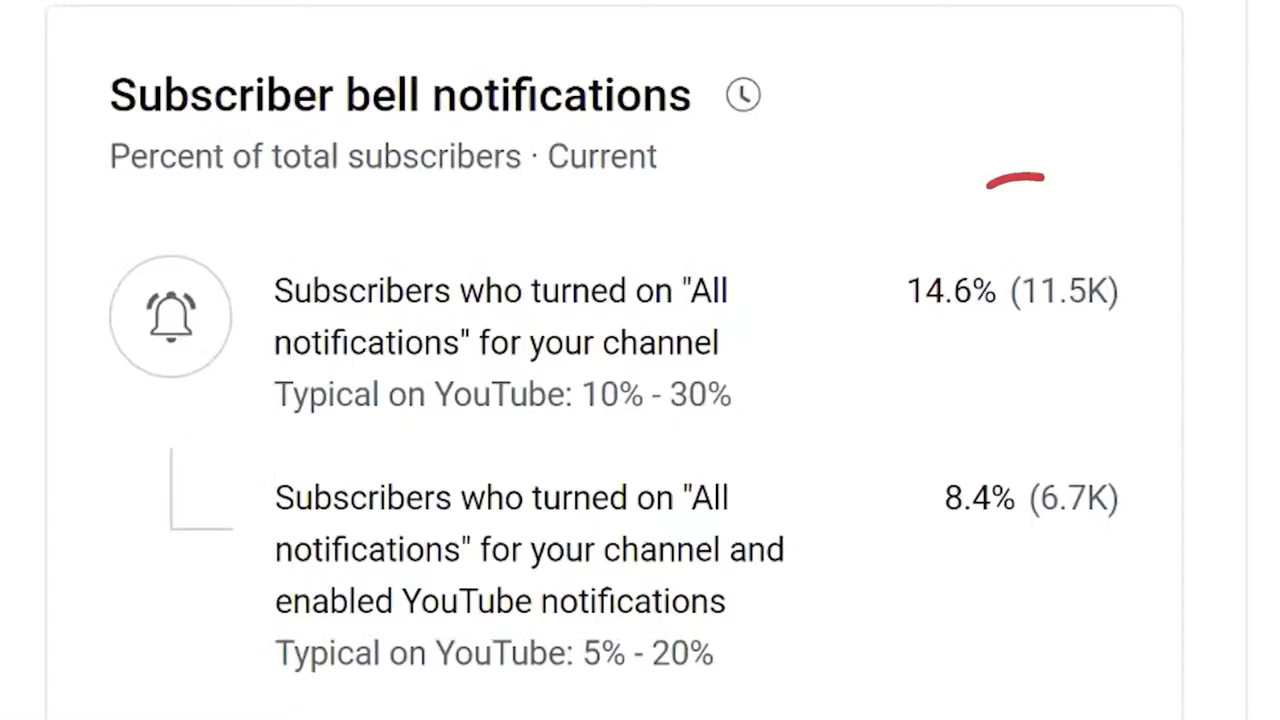 Subscriber bell notifications
Percent of total subscribers · Current
Subscribers who turned on "All 14.6% (11.5K)
notifications" for your channel
Typical on YouTube: 10% - 30%
Subscribers who turned on "All 8.4% (6.7K)
notifications" for your channel and
enabled YouTube notifications
Typical on YouTube: 5% - 20%